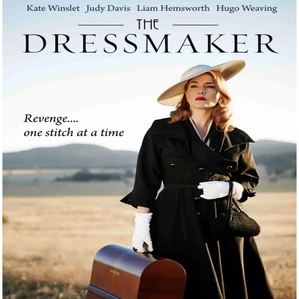 Kate Winslet Judy Davis Liam Hemsworth Hugo Weaving
THE
DRESSMAKER
Revenge....
one stitch at a time